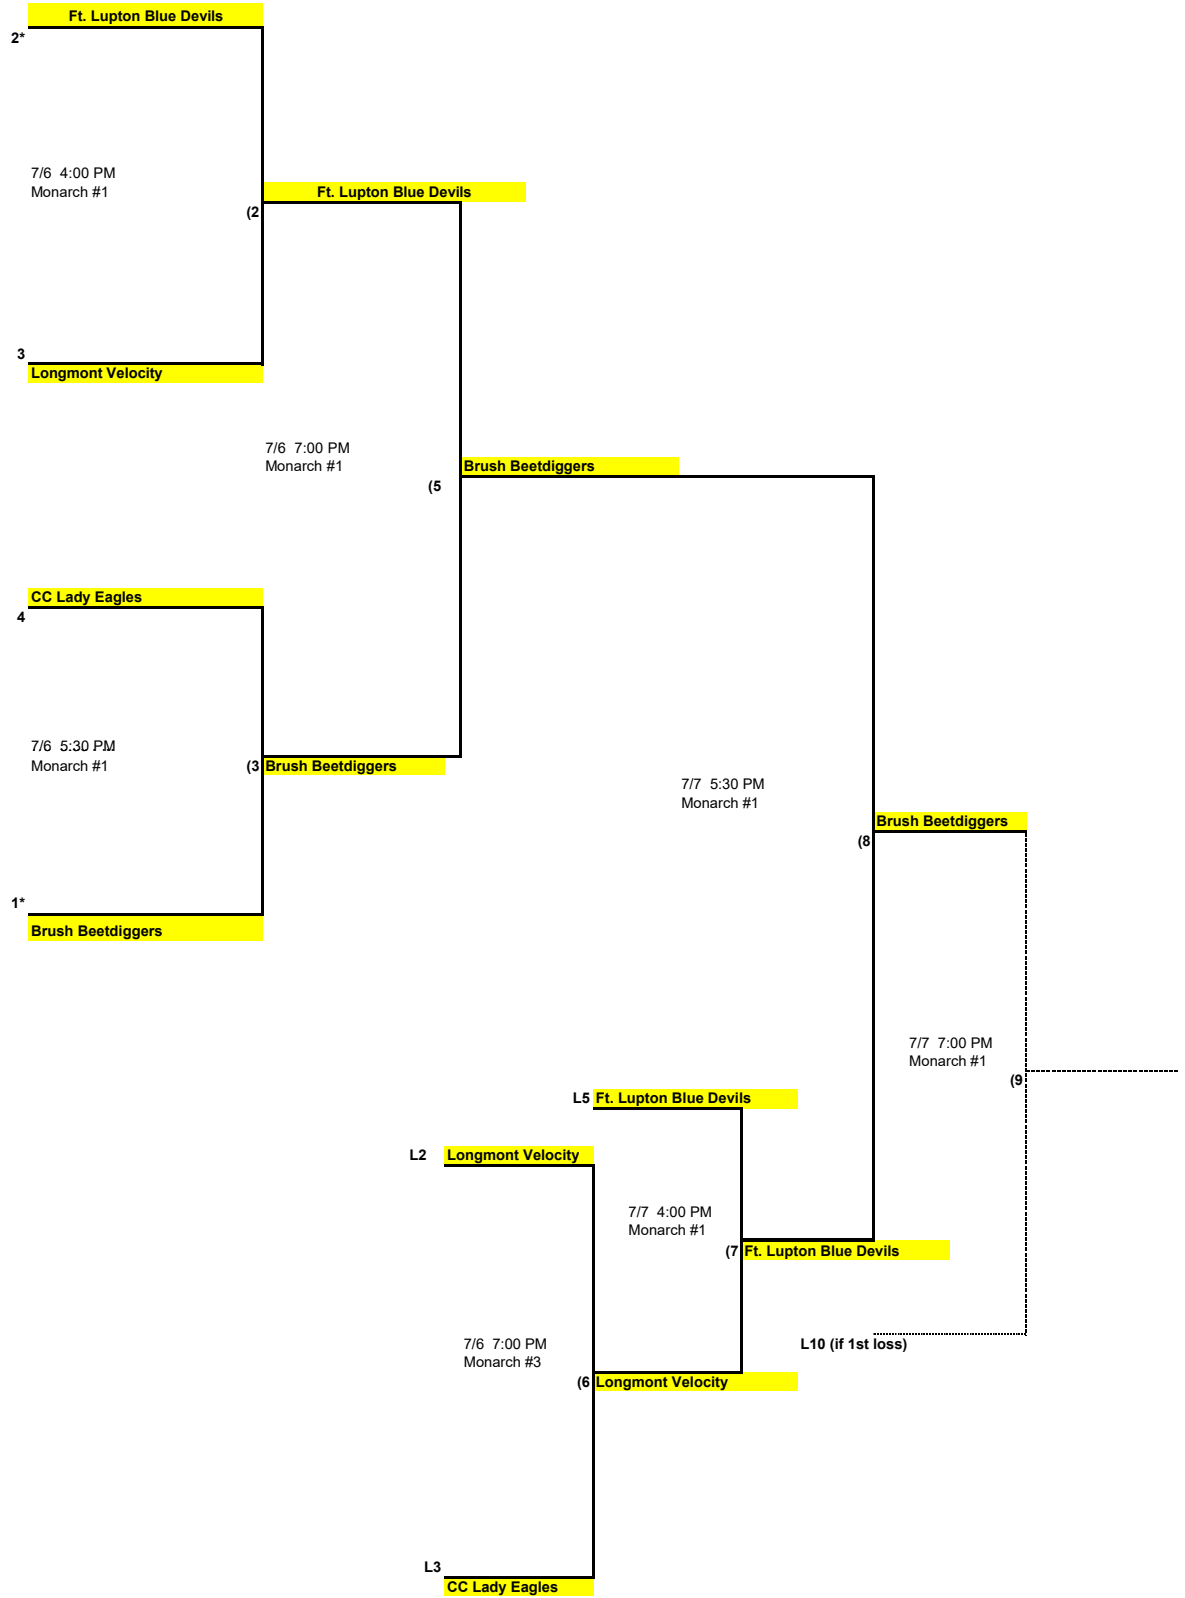 Ft. Lupton Blue Devils
2*
7/6  4:00 PM
Monarch #1
Ft. Lupton Blue Devils
(2
3
Longmont Velocity
7/6  7:00 PM
Monarch #1
Brush Beetdiggers
(5
CC Lady Eagles
4
7/6  5:30 PM
Monarch #1
(3
Brush Beetdiggers
7/7  5:30 PM
Monarch #1
Brush Beetdiggers
(8
1*
Brush Beetdiggers
7/7  7:00 PM
Monarch #1
(9
L5 Ft. Lupton Blue Devils
L2 Longmont Velocity
7/7  4:00 PM
Monarch #1
(7 Ft. Lupton Blue Devils
7/6  7:00 PM
Monarch #3
L10 (if 1st loss)
(6 Longmont Velocity
L3
CC Lady Eagles